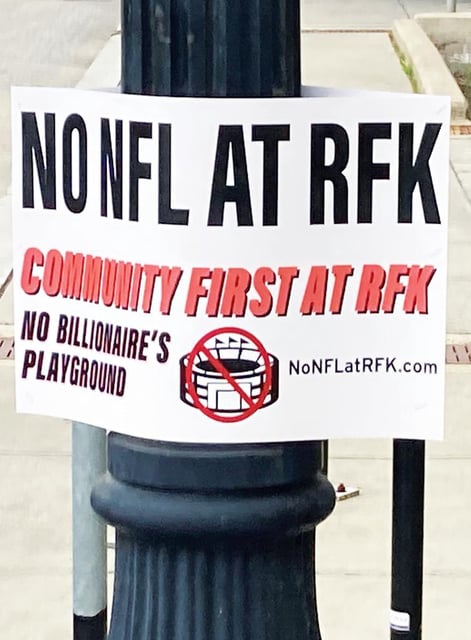 NO NFL AT RFK
COMMUNITY FIRST AT RFK
NO BILLIONAIRE'S
PLAYGROUND
NoNFLatRFK.com